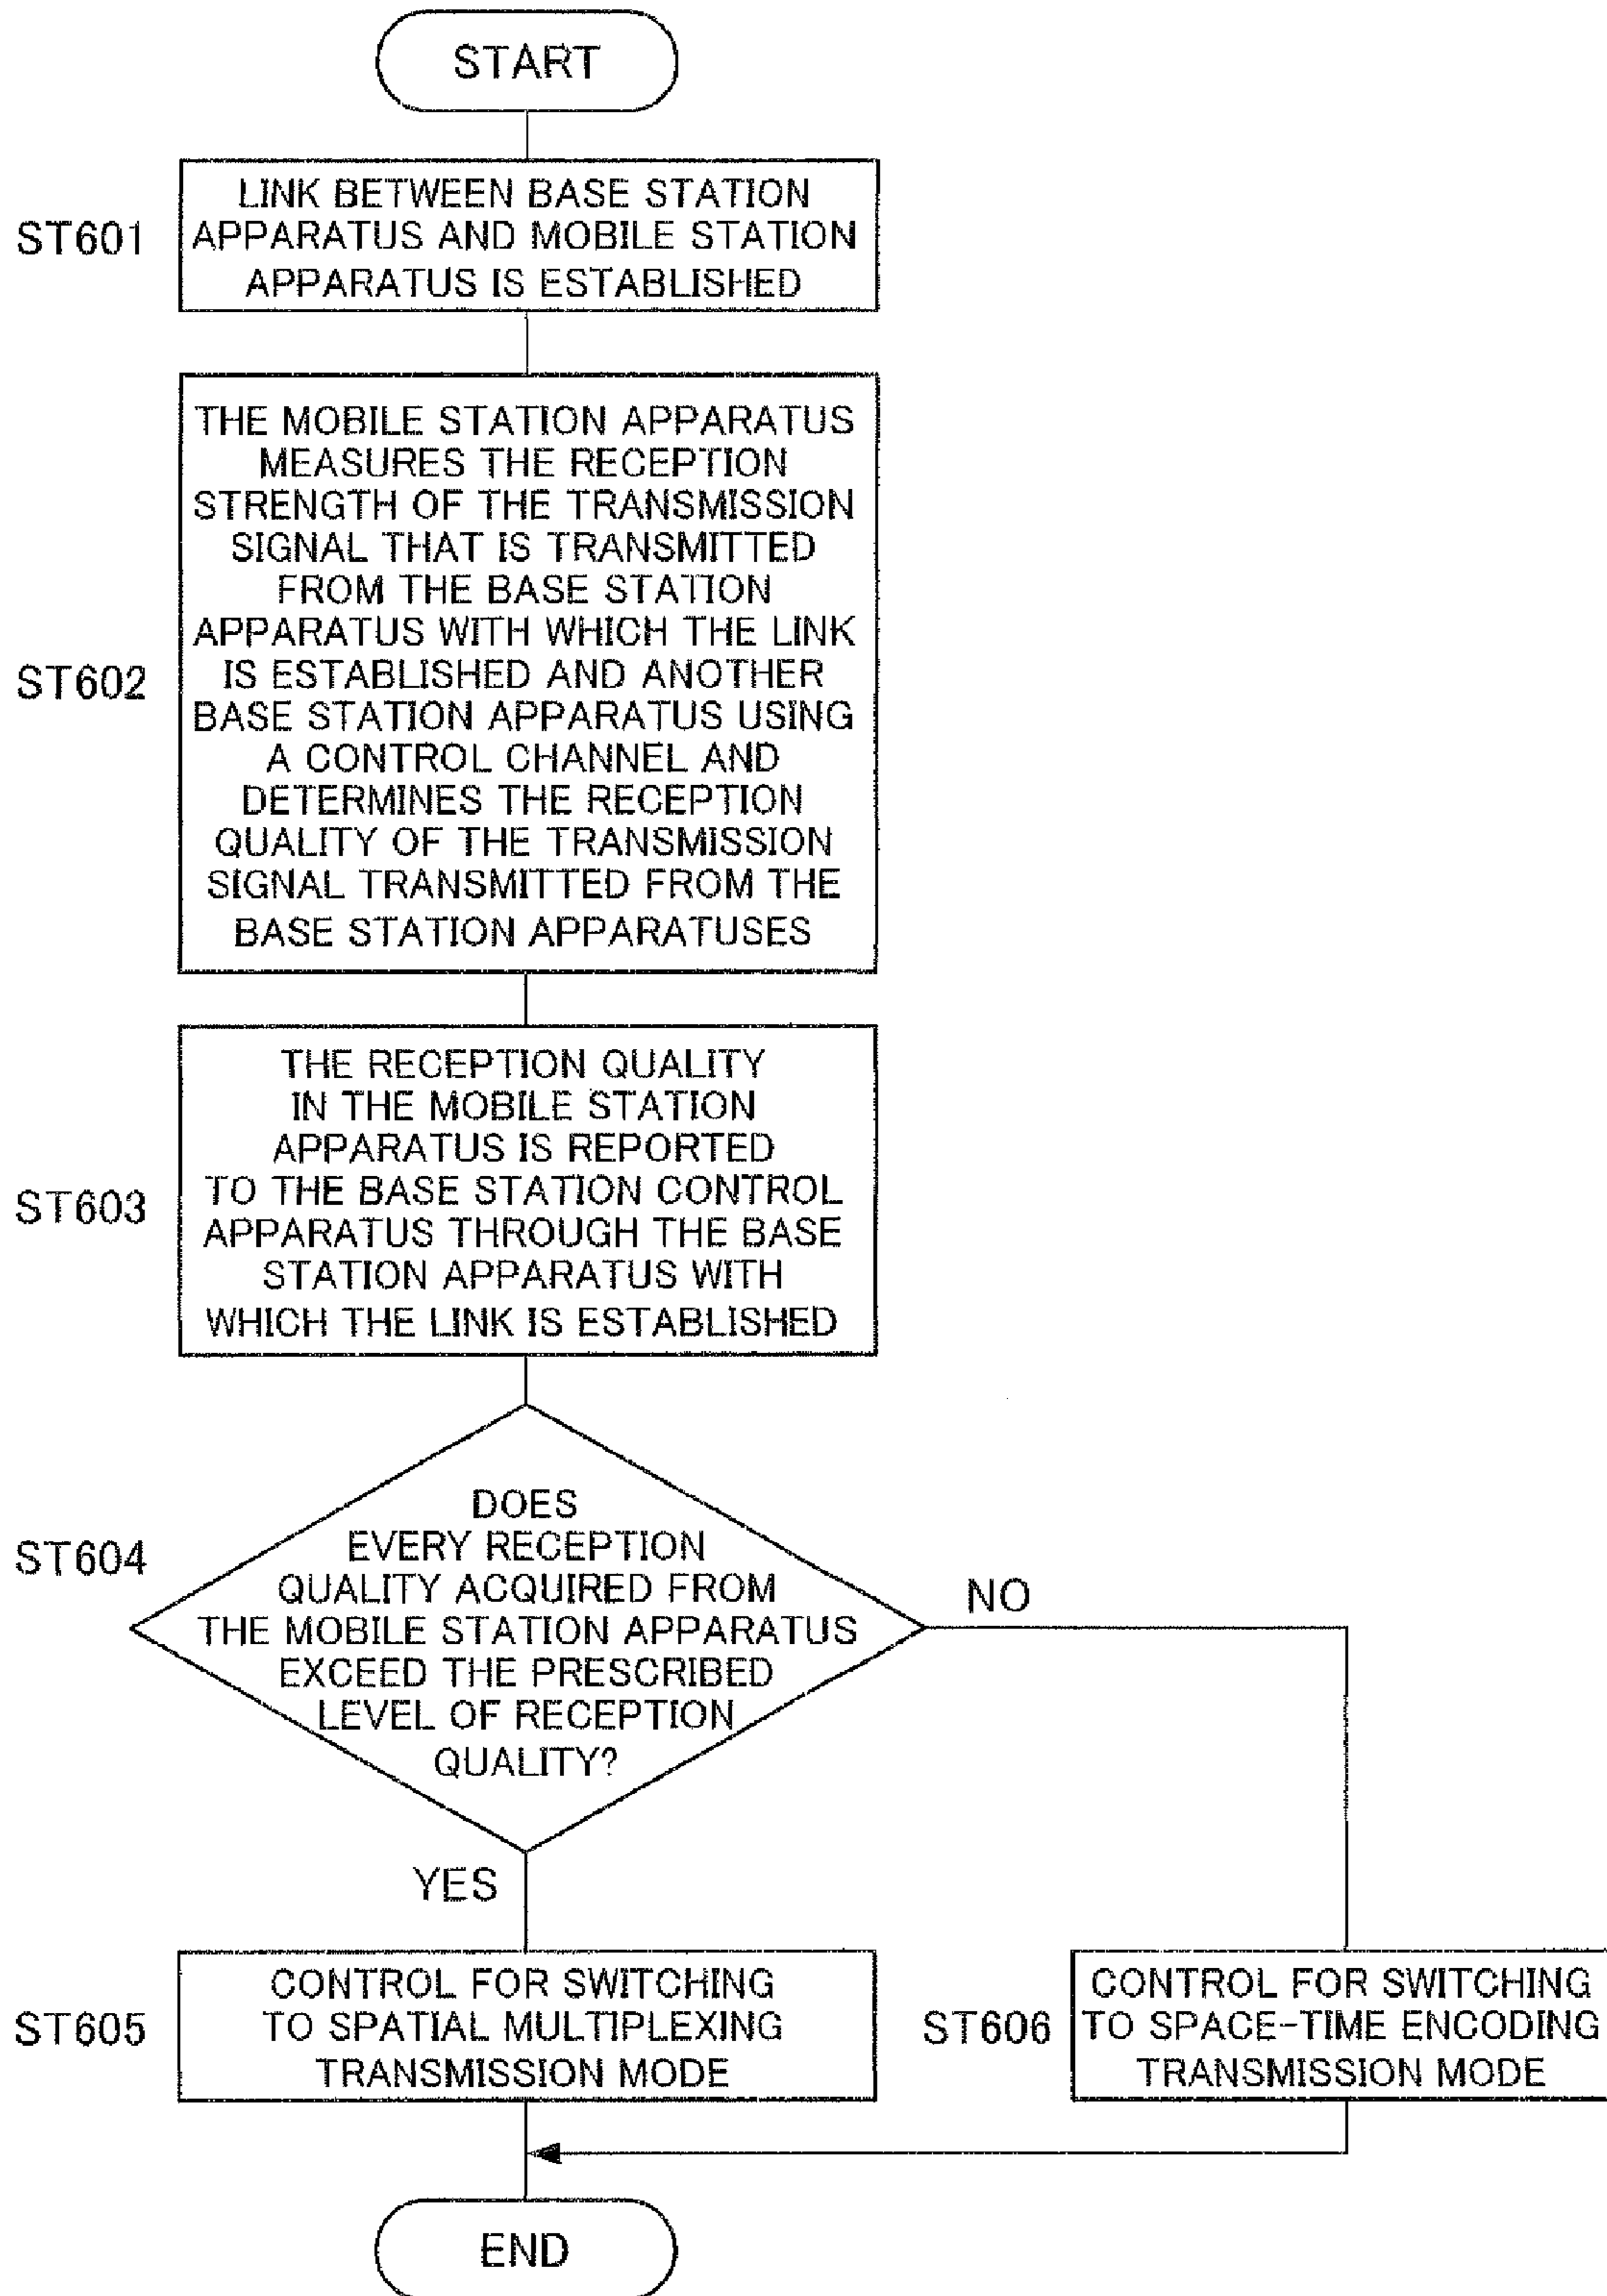 START
ST601
LINK BETWEEN BASE STATION
APPARATUS AND MOBILE STATION
APPARATUS IS ESTABLISHED
ST602
THE MOBILE STATION APPARATUS
MEASURES THE RECEPTION
STRENGTH OF THE TRANSMISSION
SIGNAL THAT IS TRANSMITTED
FROM THE BASE STATION
APPARATUS WITH WHICH THE LINK
IS ESTABLISHED AND ANOTHER
BASE STATION APPARATUS USING
A CONTROL CHANNEL AND
DETERMINES THE RECEPTION
QUALITY OF THE TRANSMISSION
SIGNAL TRANSMITTED FROM THE
BASE STATION APPARATUSES
ST603
THE RECEPTION QUALITY
IN THE MOBILE STATION
APPARATUS IS REPORTED
TO THE BASE STATION CONTROL
APPARATUS THROUGH THE BASE
STATION APPARATUS WITH
WHICH THE LINK IS ESTABLISHED
ST604
DOES
EVERY RECEPTION
QUALITY ACQUIRED FROM
THE MOBILE STATION APPARATUS
EXCEED THE PRESCRIBED
LEVEL OF RECEPTION
QUALITY?
NO
YES
ST605
CONTROL FOR SWITCHING
TO SPATIAL MULTIPLEXING
TRANSMISSION MODE
ST606
CONTROL FOR SWITCHING
TO SPACE-TIME ENCODING
TRANSMISSION MODE
END